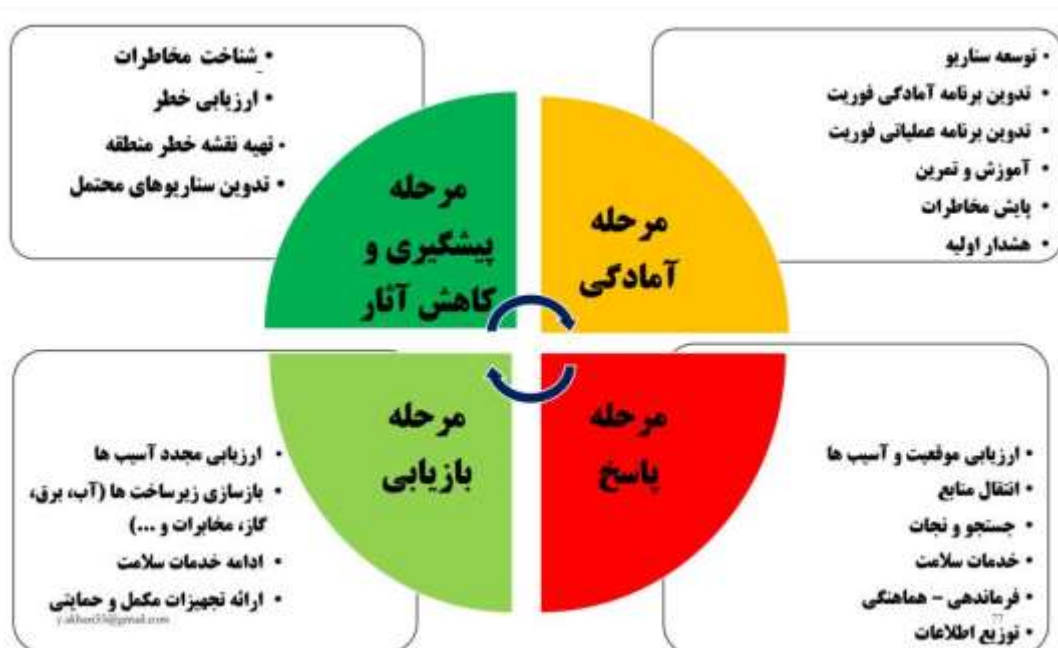 • شناخت مخاطرات
• ارزیابی خطر
• تهیه نقشه خطر منطقه
• تدوین سناریوهای محتمل
• توسعه سناریو
• تدوین برنامه آمادگی فوریت
• تدوین برنامه عملیاتی فوریت
• آموزش و تمرین
• پایش مخاطرات
• هشدار اولیه
مرحله
پیشگیری و
کاهش آثار
مرحله
آمادگی
مرحله
بازیابی
مرحله
پاسخ
• ارزیابی مجدد آسیب ها
• بازسازی زیرساخت ها (آب، برق،
گاز، مخابرات و ...)
• ادامه خدمات سلامت
• ارائه تجهیزات مکمل و حمایتی
• ارزیابی موقعیت و آسیب ها
• انتقال منابع
• جستجو و نجات
• خدمات سلامت
• فرماندهی - هماهنگی
• توزیع اطلاعات
77